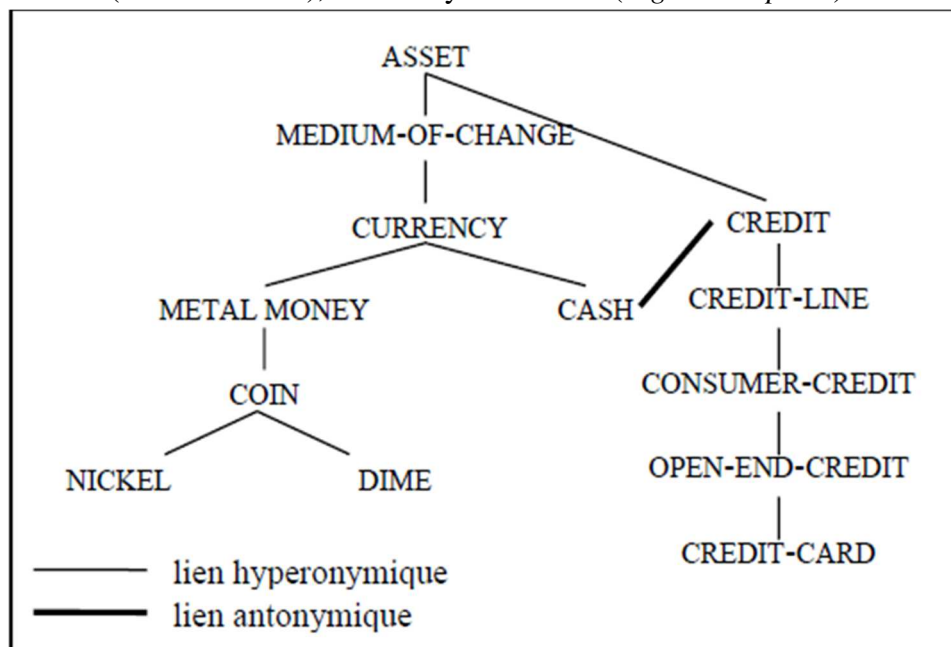 ASSET
MEDIUM-OF-CHANGE
CREDIT
CURRENCY
CREDIT-LINE
METAL MONEY CASH
CONSUMER-CREDIT
COIN
OPEN-END-CREDIT
NICKEL DIME
CREDIT-CARD
lien hyperonymique
lien antonymique